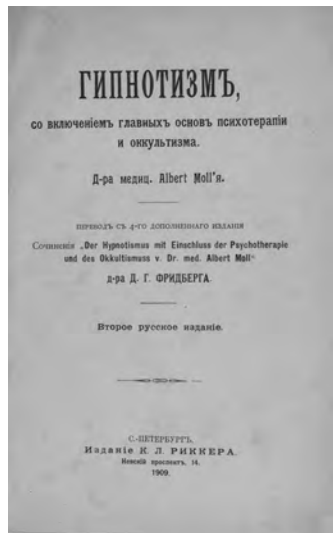 ГИПНОТИЗМЪ,
со включеніемъ главныхъ основъ психотерапіи
и оккультизма.
Д-ра медиц. Albert Moll'я.
ПЕРЕВОДЪ СЪ 4-ГО ДОПОЛНЕННАГО ИЗДАНІЯ
Сочиненія „Der Hypnotismus mit Einschluss der Psychotherapie
und des Okkultismus v. Dr. med. Albert Moll“
д-ра Д. Г. ФРИДБЕРГА.
Второе русское изданіе.
С.-ПЕТЕРБУРГЪ.
Изданіе К. Л. РИККЕРА.
Невскій проспектъ, 14.
1909.